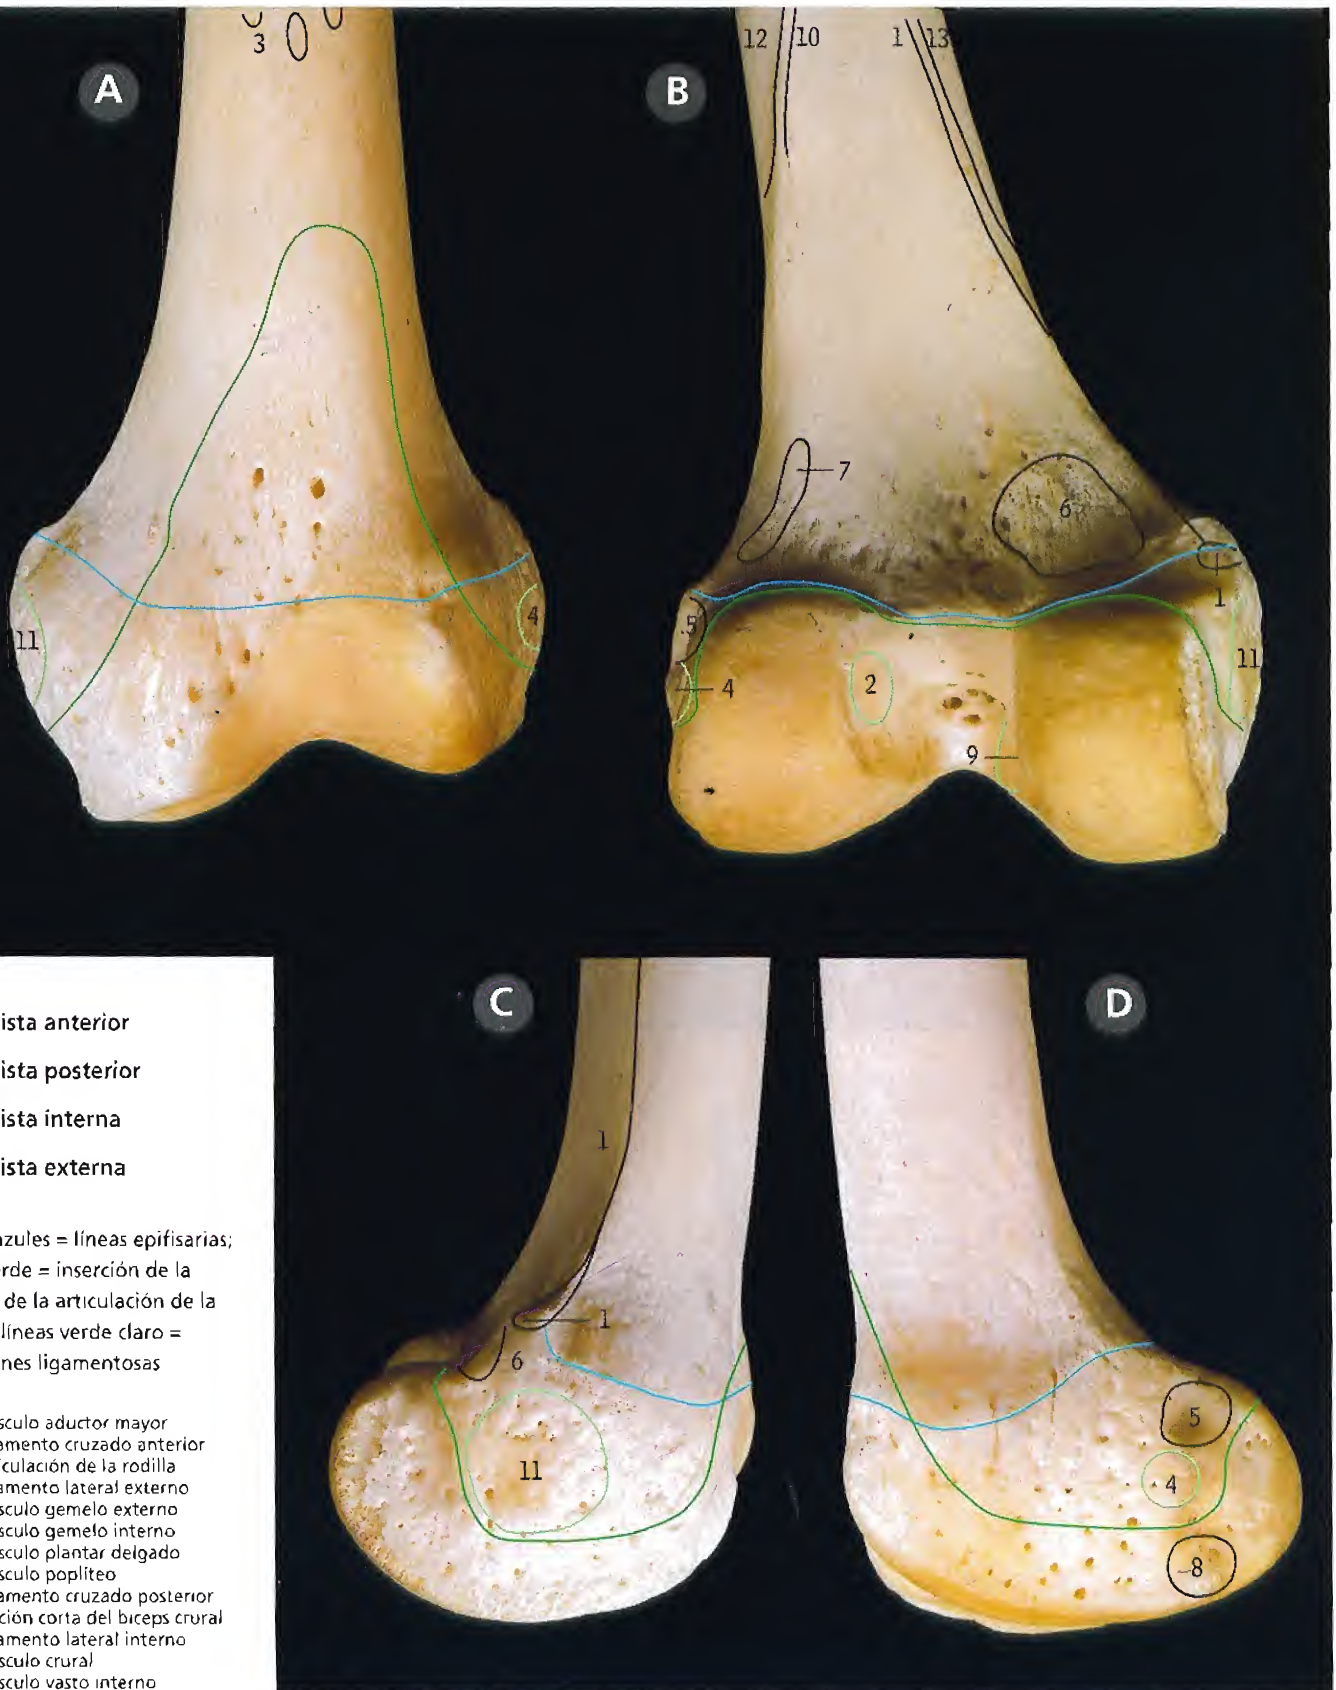 3
A
12
10
1
13
B
7
6
1
5
11
4
11
4
2
9
ista anterior
ista posterior
ista interna
ista externa
azules = líneas epifisarias;
erde = inserción de la
de la articulación de la
líneas verde claro =
nes ligamentosas
sculo aductor mayor
amento cruzado anterior
iculación de la rodilla
amento lateral externo
sculo gemelo externo
sculo gemelo interno
sculo plantar delgado
sculo poplíteo
amento cruzado posterior
ción corta del biceps crural
amento lateral interno
sculo crural
sculo vasto interno
C
1
1
6
11
D
5
4
8